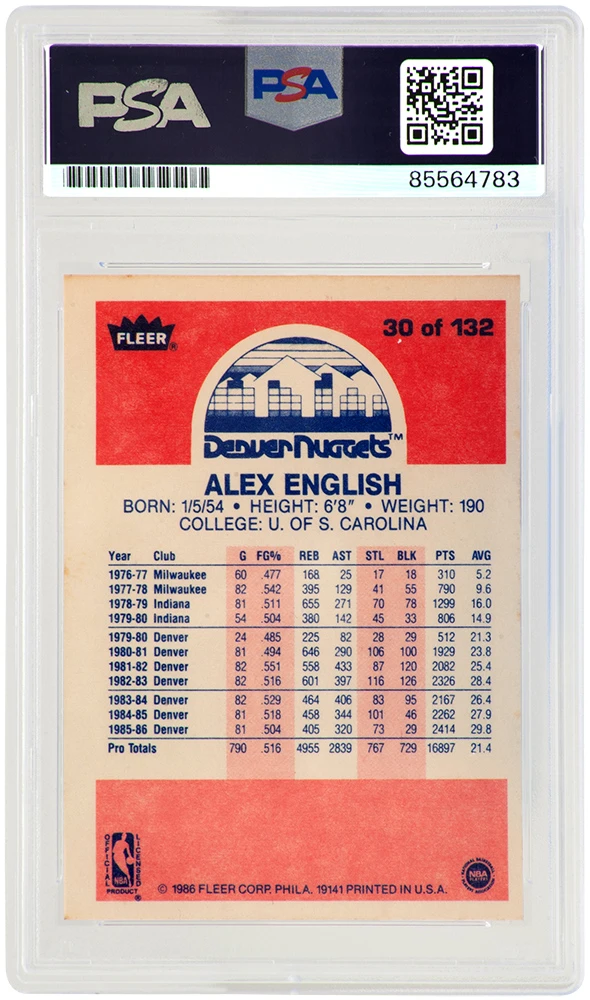 PSA
PSA
85564783
FLEER®
30 of 132
Denver Nuggets™
ALEX ENGLISH
BORN: 1/5/54 • HEIGHT: 6'8" • WEIGHT: 190
COLLEGE: U. OF S. CAROLINA
Year Club G FG% REB AST STL BLK PTS AVG
1976-77 Milwaukee 60 .477 168 25 17 18 310 5.2
1977-78 Milwaukee 82 .542 395 129 41 55 790 9.6
1978-79 Indiana 81 .511 655 271 70 78 1299 16.0
1979-80 Indiana 54 .504 380 142 45 33 806 14.9
1979-80 Denver 24 .485 225 82 28 29 512 21.3
1980-81 Denver 81 .494 646 290 106 100 1929 23.8
1981-82 Denver 82 .551 558 433 87 120 2082 25.4
1982-83 Denver 82 .516 601 397 116 126 2326 28.4
1983-84 Denver 82 .529 464 406 83 95 2167 26.4
1984-85 Denver 81 .518 458 344 101 46 2262 27.9
1985-86 Denver 81 .504 405 320 73 29 2414 29.8
Pro Totals 790 .516 4955 2839 767 729 16897 21.4
OFFICIAL LICENSED
NBA
PRODUCT ®
© 1986 FLEER CORP. PHILA. 19141 PRINTED IN U.S.A.
NBA
PLAYERS